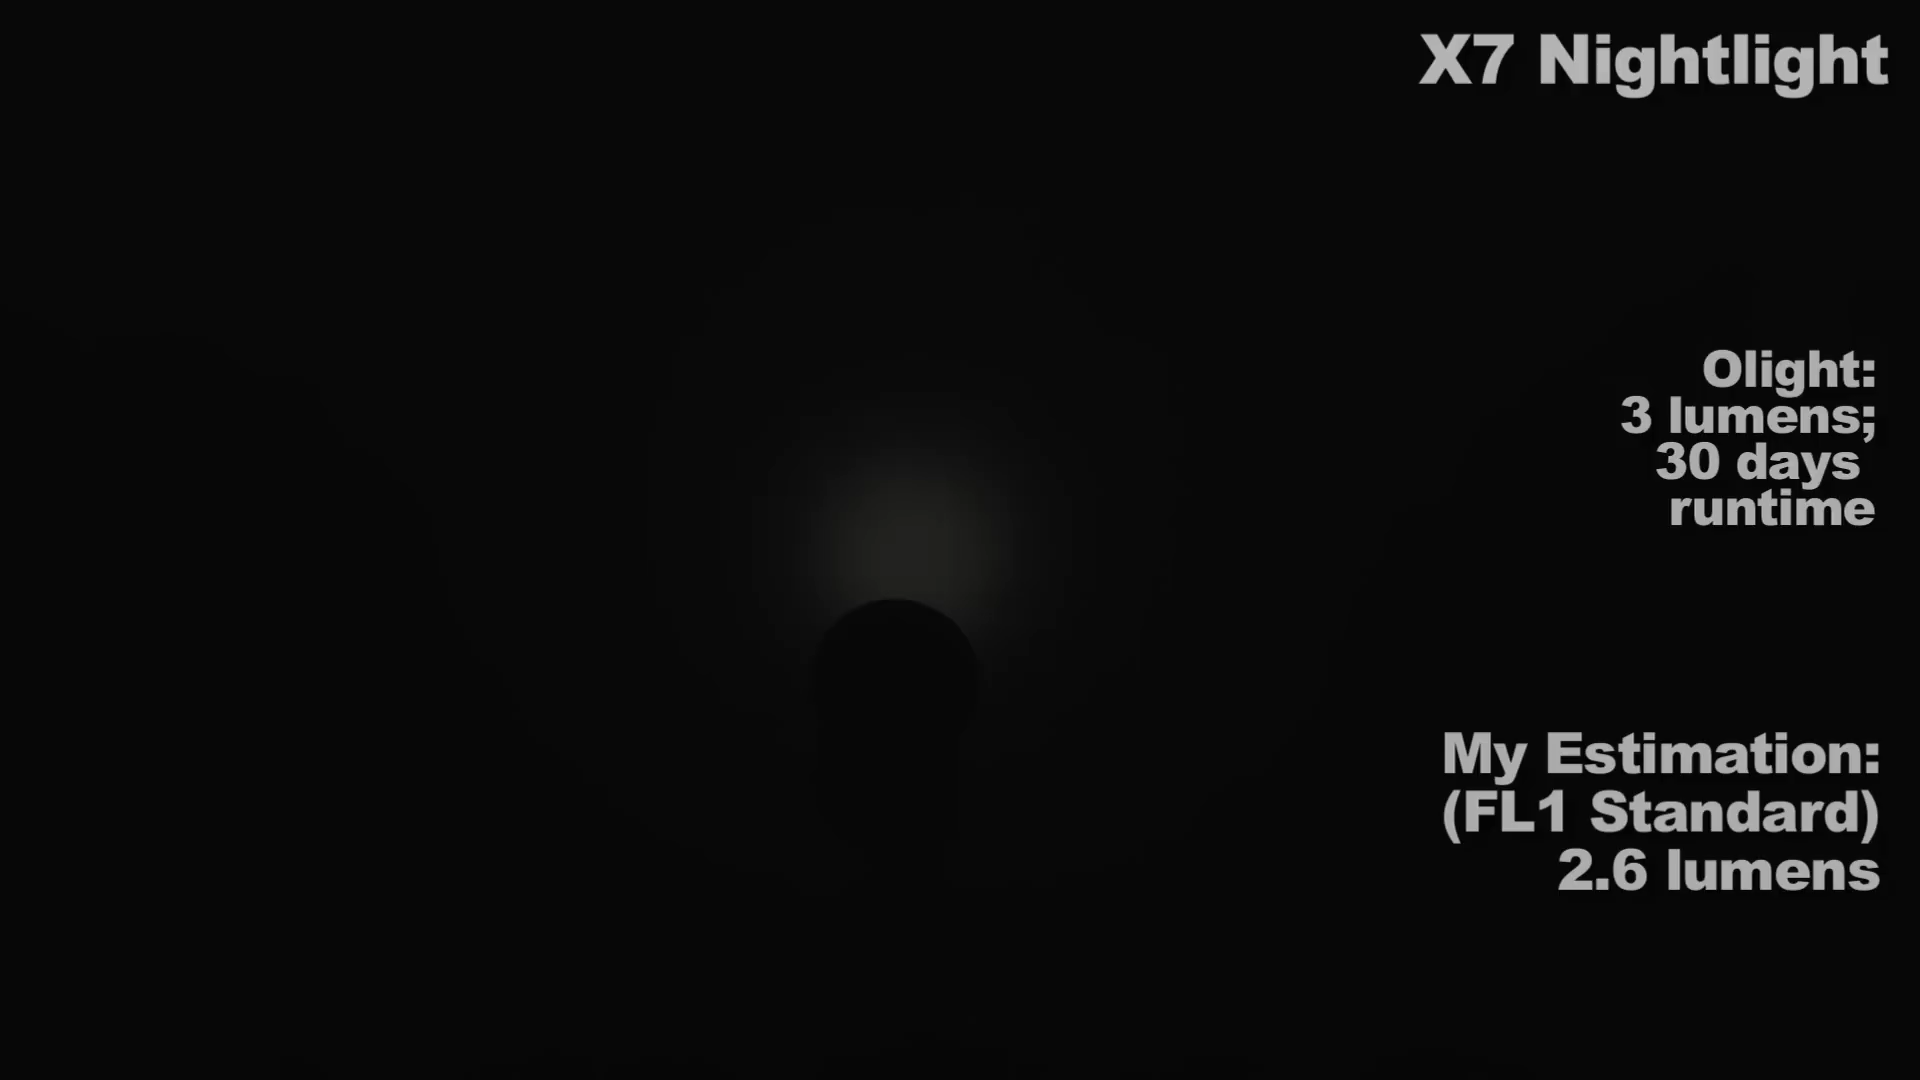 X7 Nightlight
Olight:
3 lumens;
30 days
runtime
My Estimation:
(FL1 Standard)
2.6 lumens